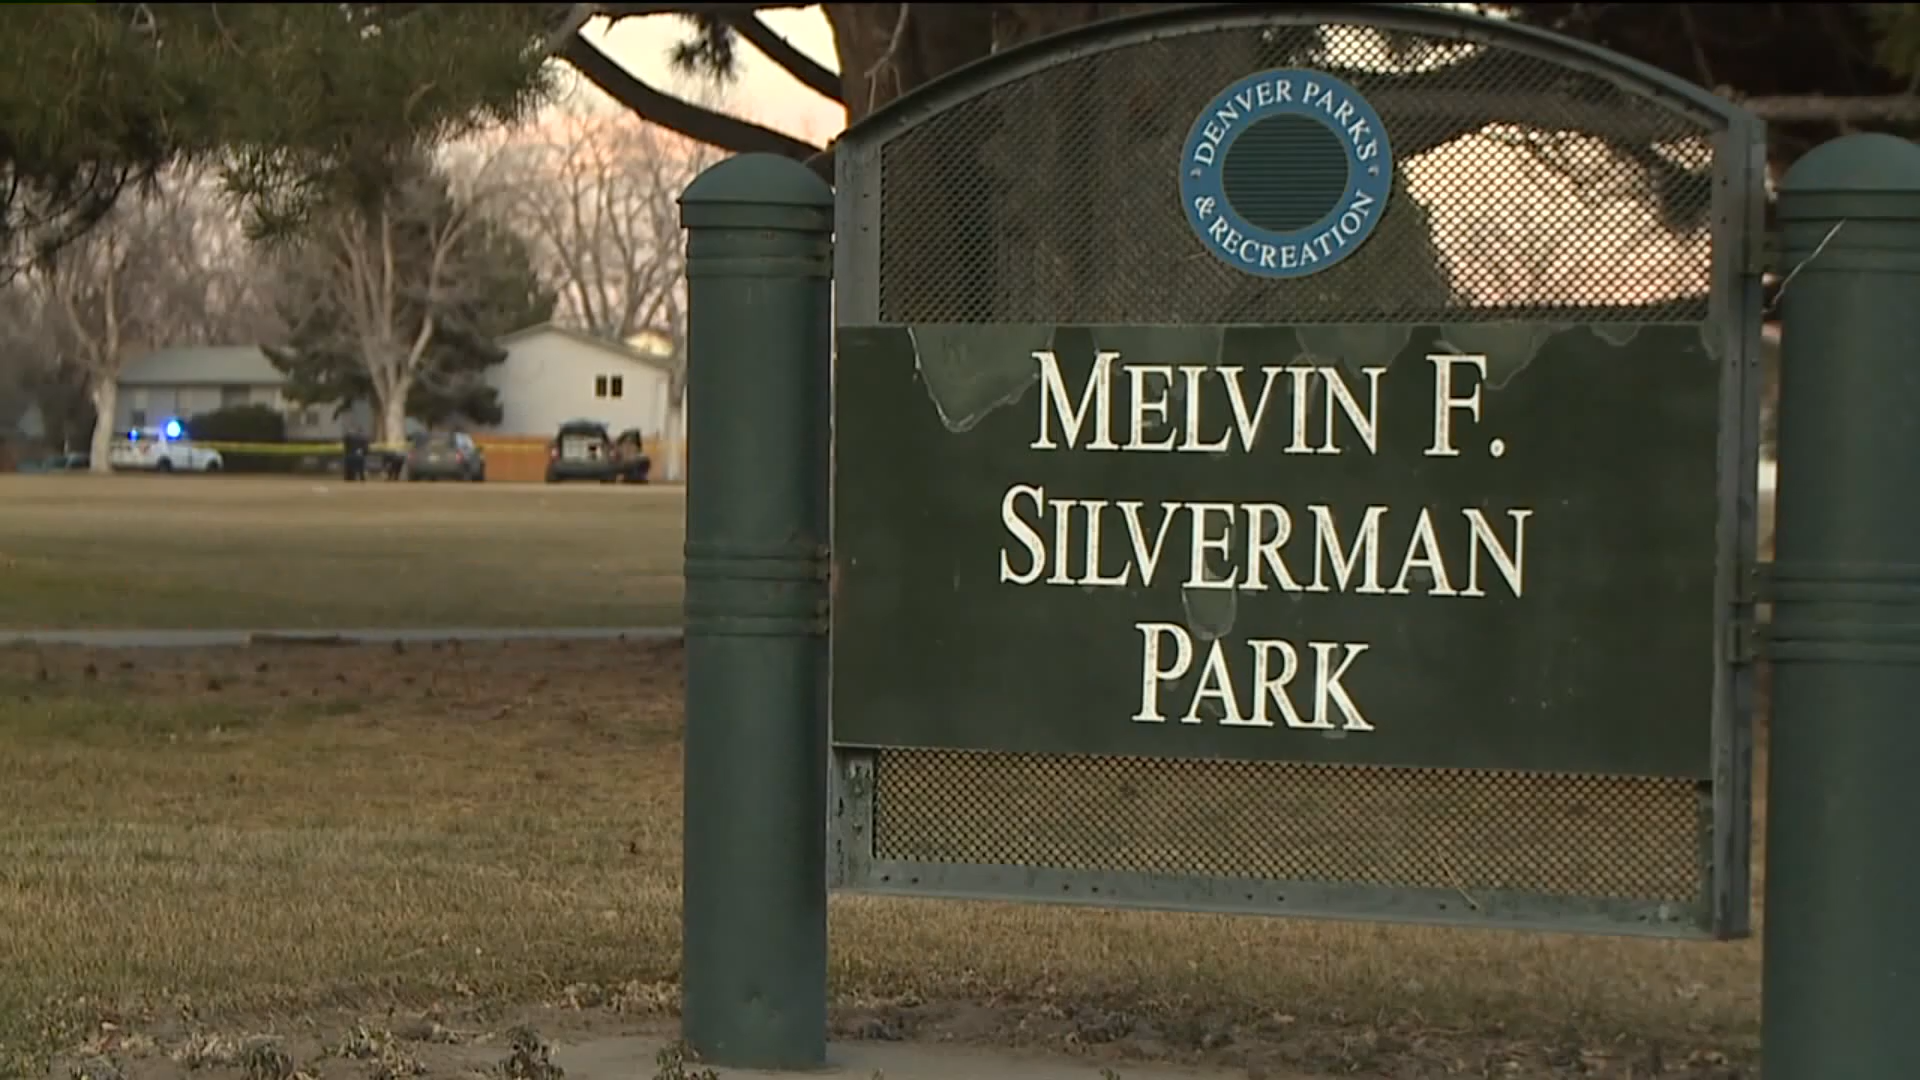 DENVER PARKS
& RECREATION
MELVIN F.
SILVERMAN
PARK